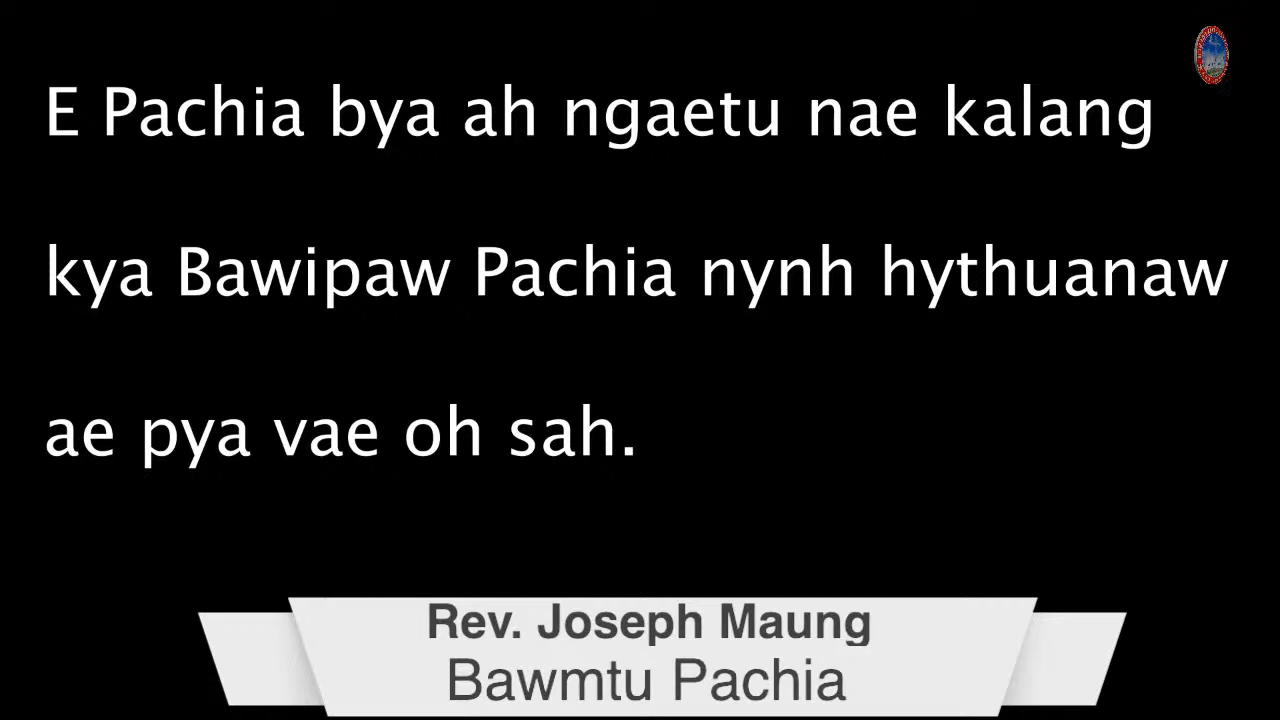 E Pachia bya ah ngaetu nae kalang
kya Bawipaw Pachia nynh hythuanaw
ae pya vae oh sah.
Rev. Joseph Maung
Bawmtu Pachia